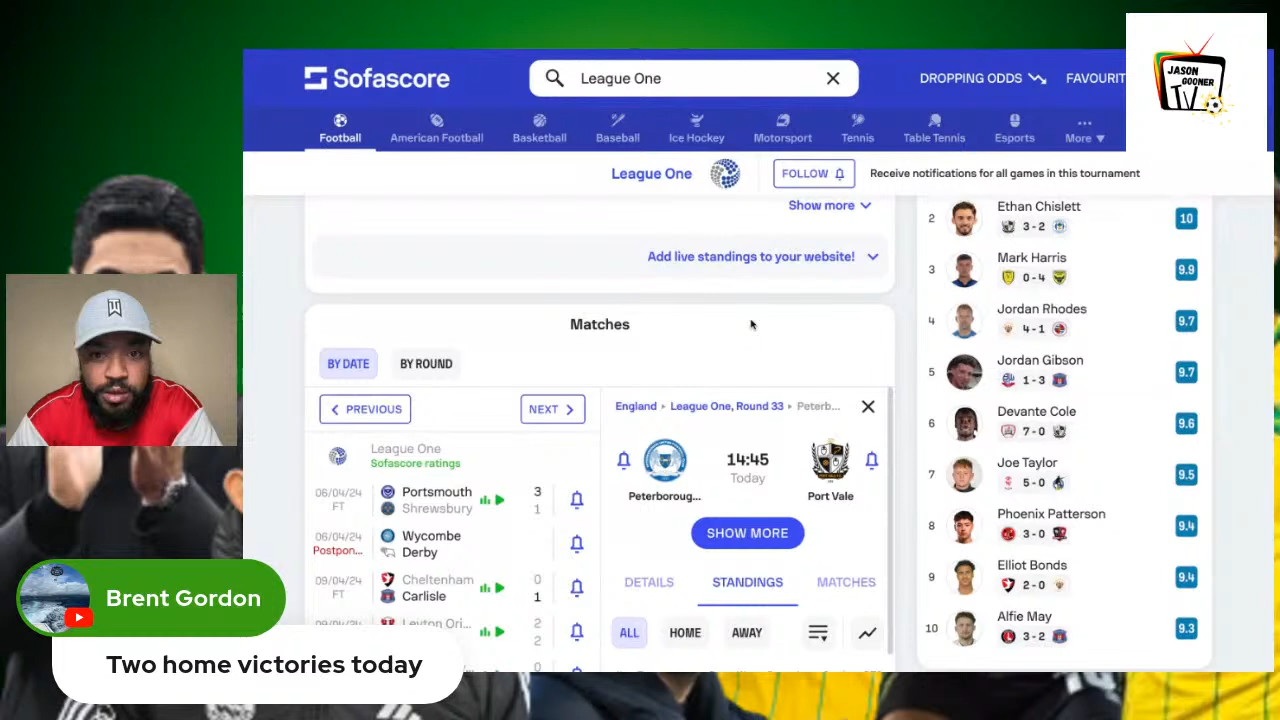 Sofascore
League One
DROPPING ODDS
FAVOURIT
JASON
GOONER
TV
Football
American Football
Basketball
Baseball
Ice Hockey
Motorsport
Tennis
Table Tennis
Esports
More ▼
League One
FOLLOW
Receive notifications for all games in this tournament
Show more
Add live standings to your website!
Matches
BY DATE
BY ROUND
PREVIOUS
NEXT
League One
Sofascore ratings
06/04/24
FT
Portsmouth
Shrewsbury
3
1
06/04/24
Postpon...
Wycombe
Derby
09/04/24
FT
Cheltenham
Carlisle
0
1
Leyton Ori...
2
2
England
League One, Round 33
Peterb...
14:45
Today
Peterboroug...
Port Vale
SHOW MORE
DETAILS
STANDINGS
MATCHES
ALL
HOME
AWAY
2
Ethan Chislett
3 - 2
10
3
Mark Harris
0 - 4
9.9
4
Jordan Rhodes
4 - 1
9.7
5
Jordan Gibson
1 - 3
9.7
6
Devante Cole
7 - 0
9.6
7
Joe Taylor
5 - 0
9.5
8
Phoenix Patterson
3 - 0
9.4
9
Elliot Bonds
2 - 0
9.4
10
Alfie May
3 - 2
9.3
Brent Gordon
Two home victories today